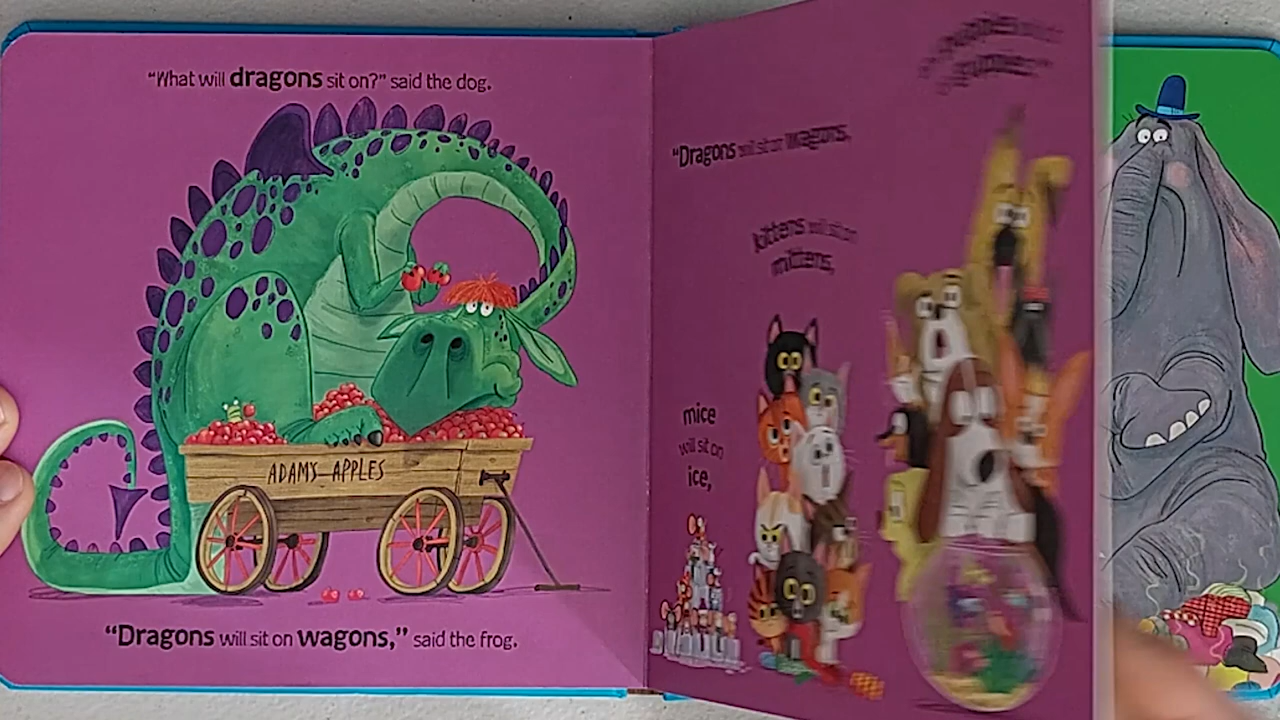 “What will dragons sit on?” said the dog.
ADAM'S APPLES
“Dragons will sit on wagons,” said the frog.
“Dragons will sit on wagons,
kittens will sit on
mittens,
mice
will sit on
ice,
puppies